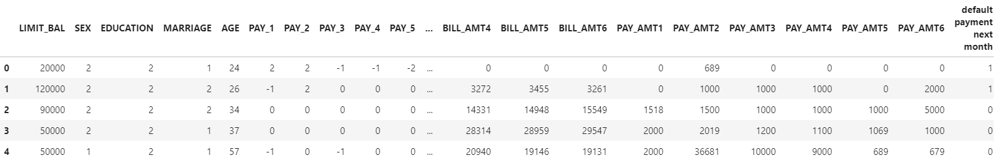 LIMIT_BAL SEX EDUCATION MARRIAGE AGE PAY_1 PAY_2 PAY_3 PAY_4 PAY_5 ... BILL_AMT4 BILL_AMT5 BILL_AMT6 PAY_AMT1 PAY_AMT2 PAY_AMT3 PAY_AMT4 PAY_AMT5 PAY_AMT6 default payment next month
0 20000 2 2 1 24 2 2 -1 -1 -2 ... 0 0 0 0 689 0 0 0 0 1
1 120000 2 2 2 26 -1 2 0 0 0 ... 3272 3455 3261 0 1000 1000 1000 0 2000 1
2 90000 2 2 2 34 0 0 0 0 0 ... 14331 14948 15549 1518 1500 1000 1000 1000 5000 0
3 50000 2 2 1 37 0 0 0 0 0 ... 28314 28959 29547 2000 2019 1200 1100 1069 1000 0
4 50000 1 2 1 57 -1 0 -1 0 0 ... 20940 19146 19131 2000 36681 10000 9000 689 679 0